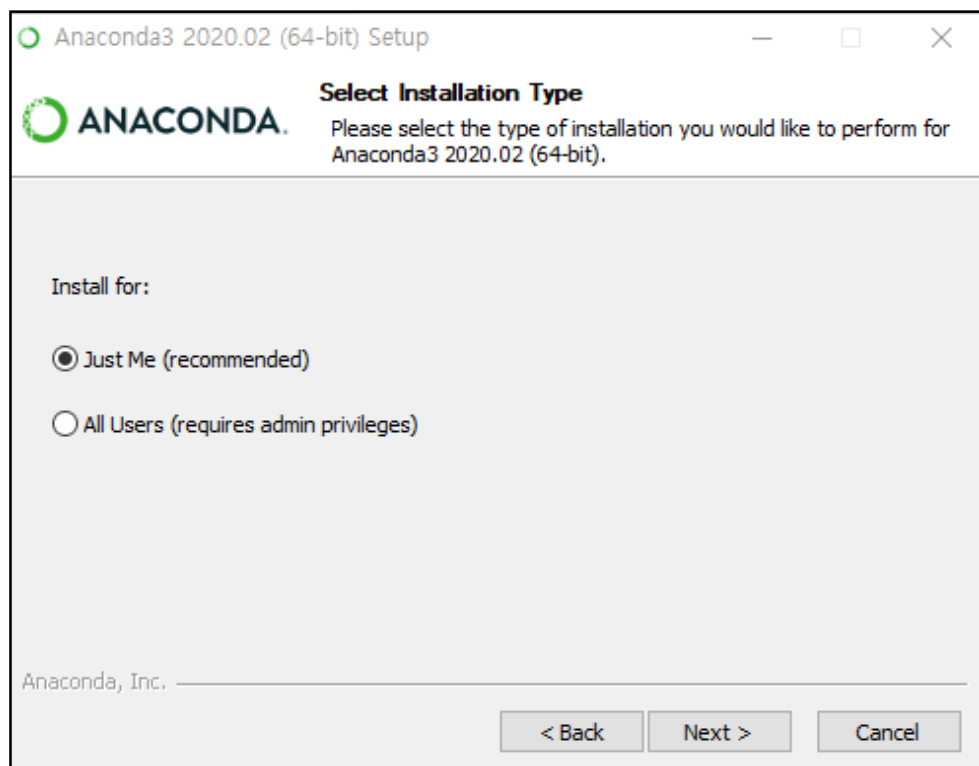 Anaconda3 2020.02 (64-bit) Setup
ANACONDA.
Select Installation Type
Please select the type of installation you would like to perform for
Anaconda3 2020.02 (64-bit).
Install for:
Just Me (recommended)
All Users (requires admin privileges)
Anaconda, Inc.
< Back Next > Cancel